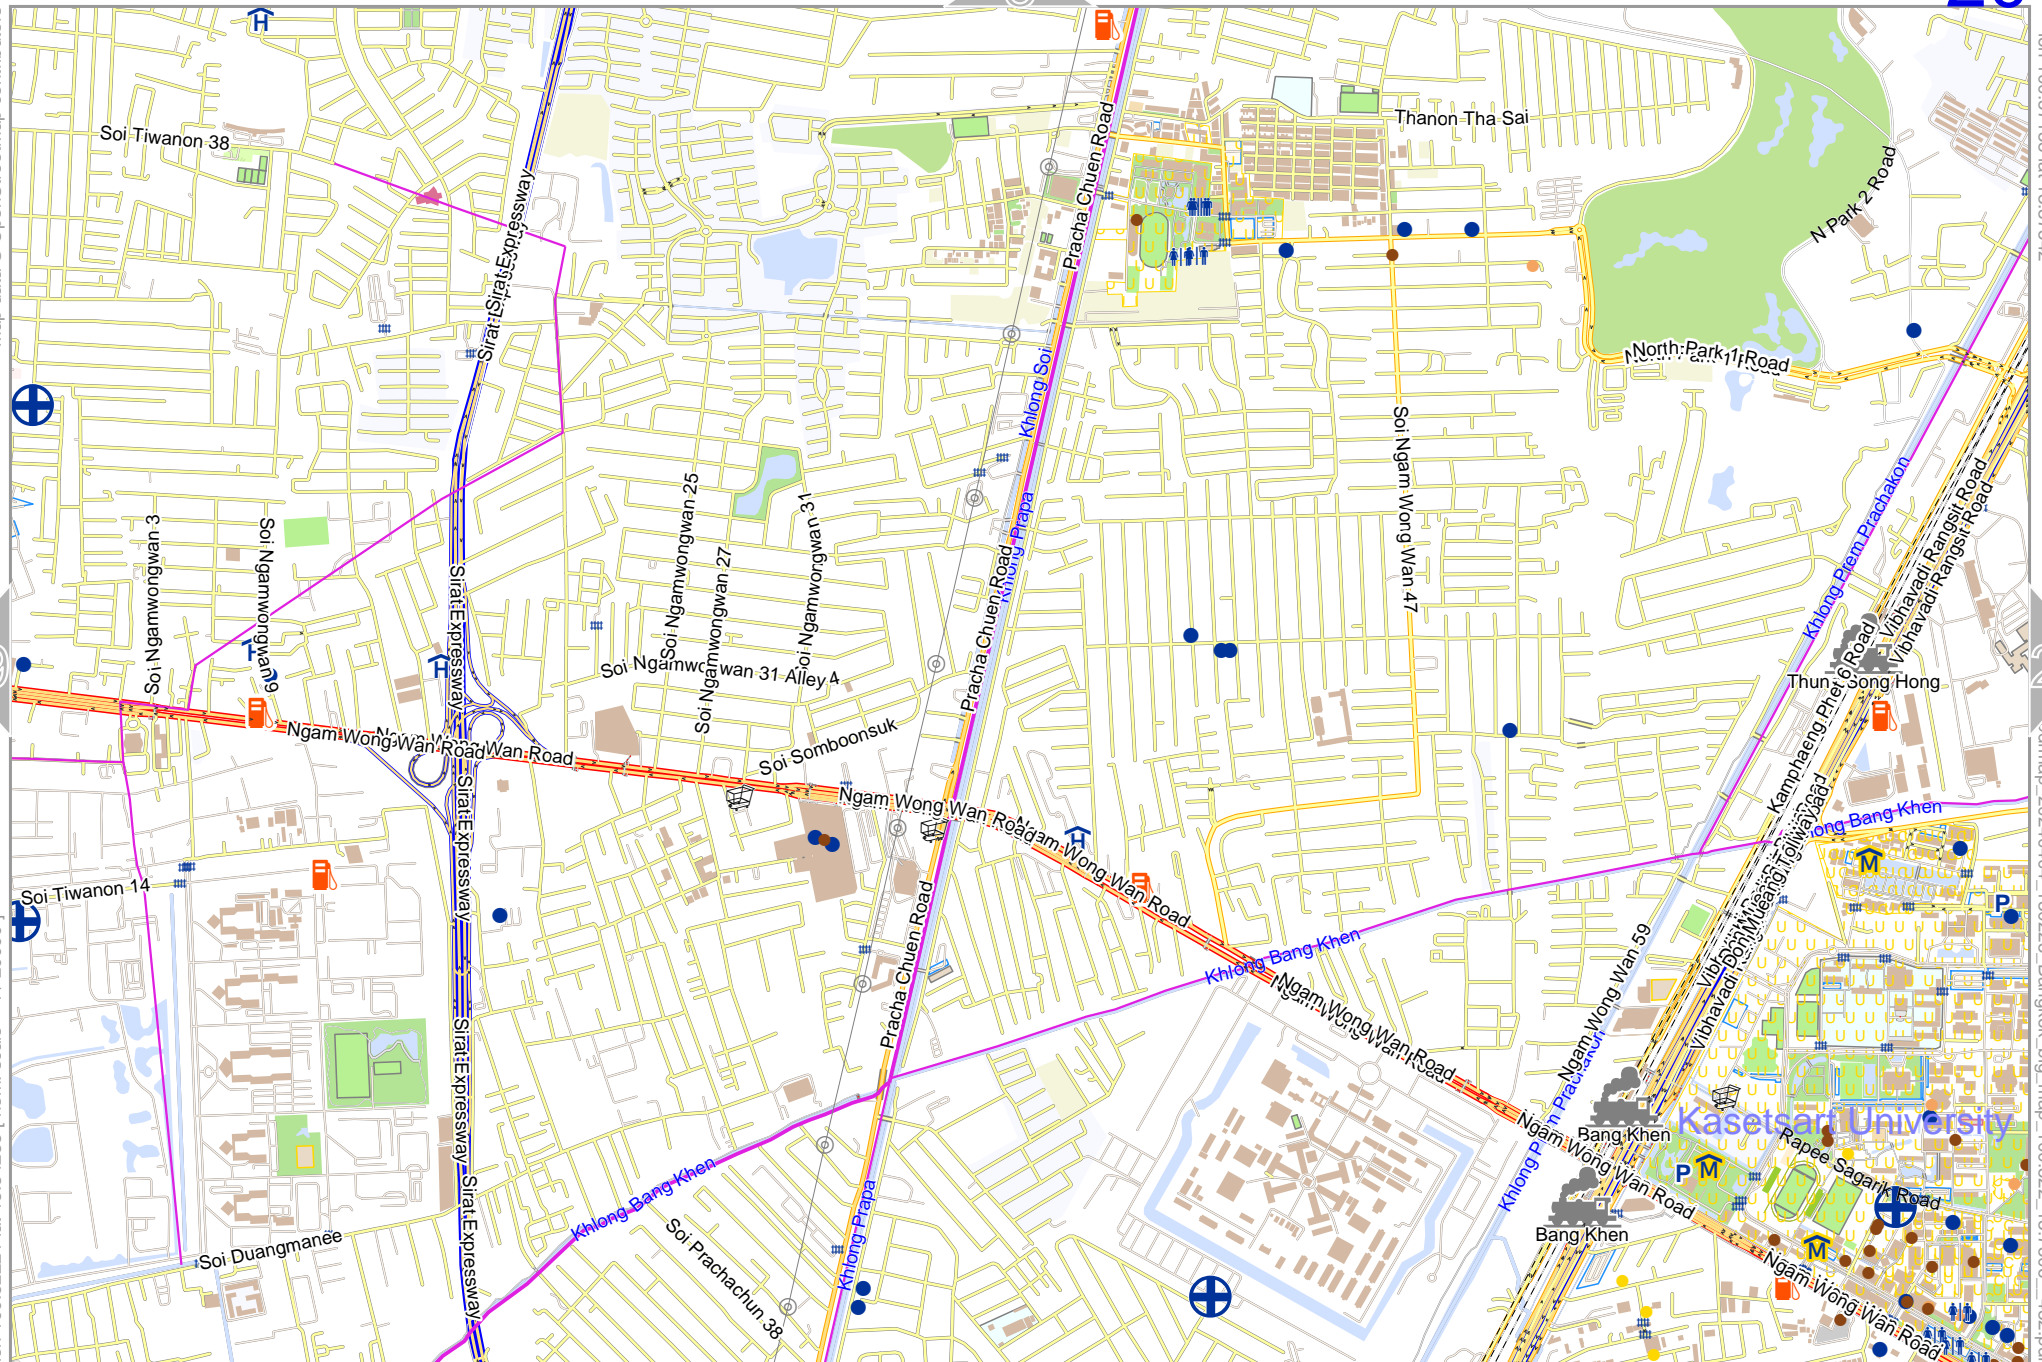 Soi Tiwanon 38
Thanon Tha Sai
Pracha Chuen Road
N Park 2 Road
Sirat Expressway
Sirat Expressway
North Park 1 Road
Khlong Soi
Soi Ngam Wong Wan 47
Khlong Prapa
Soi Ngamwongwan 3
Soi Ngamwongwan 9
Soi Ngamwongwan 25
Soi Ngamwongwan 27
Soi Ngamwongwan 31
Soi Ngamwongwan 31 Alley 4
Pracha Chuen Road
Khlong Prem Prachakon
Vibhavadi Rangsit Road
Vibhavadi Rangsit Road
Thung Song Hong
Kamphaeng Phet 6 Road
Sirat Expressway
Ngam Wong Wan Road
Wan Road
Soi Somboonsuk
Ngam Wong Wan Road
Ngam Wong Wan Road
Sirat Expressway
Bang Khen
Soi Tiwanon 14
Pracha Chuen Road
Khlong Bang Khen
Ngam Wong Wan 59
Ngam Wong Wan Road
Sirat Expressway
M
P
H
H
H
H
Kasetsart University
Bang Khen
Ngam Wong Wan Road
Rapee Sagarik Road
P
M
Khlong Bang Khen
Khlong Prapa
Sirat Expressway
Soi Duangmanee
Soi Prachachun 38
Bang Khen
M
Ngam Wong Wan Road